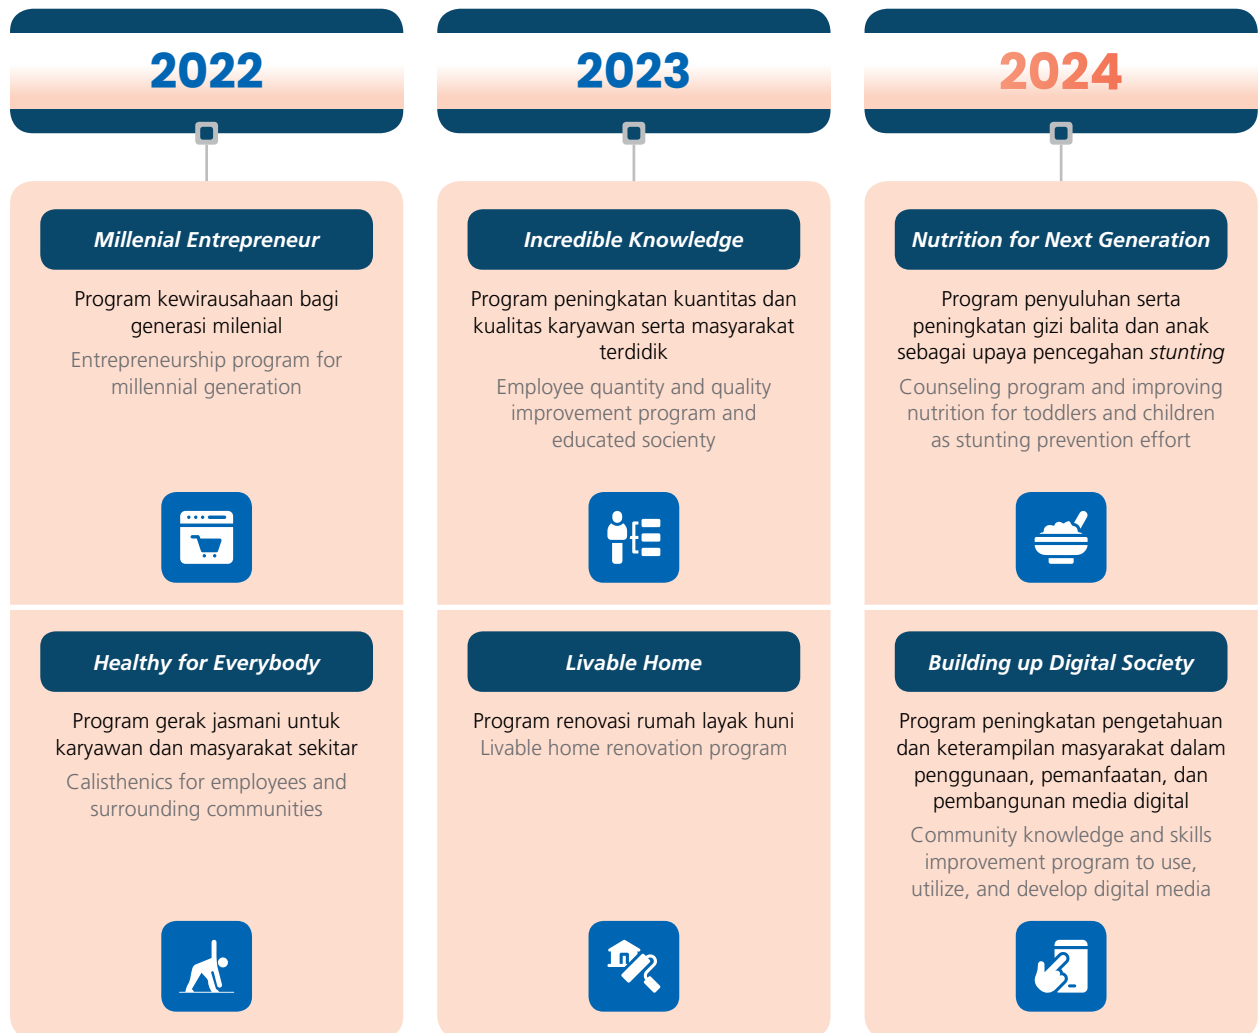 2022
Millenial Entrepreneur
Program kewirausahaan bagi
generasi milenial
Entrepreneurship program for
millennial generation
Healthy for Everybody
Program gerak jasmani untuk
karyawan dan masyarakat sekitar
Calisthenics for employees and
surrounding communities
2023
Incredible Knowledge
Program peningkatan kuantitas dan
kualitas karyawan serta masyarakat
terdidik
Employee quantity and quality
improvement program and
educated socienty
Livable Home
Program renovasi rumah layak huni
Livable home renovation program
2024
Nutrition for Next Generation
Program penyuluhan serta
peningkatan gizi balita dan anak
sebagai upaya pencegahan stunting
Counseling program and improving
nutrition for toddlers and children
as stunting prevention effort
Building up Digital Society
Program peningkatan pengetahuan
dan keterampilan masyarakat dalam
penggunaan, pemanfaatan, dan
pembangunan media digital
Community knowledge and skills
improvement program to use,
utilize, and develop digital media